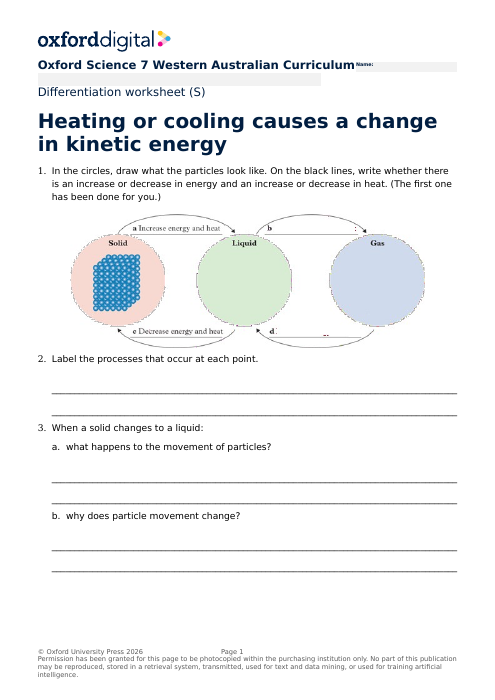 oxforddigital
Oxford Science 7 Western Australian Curriculum Name:
Differentiation worksheet (S)
Heating or cooling causes a change
in kinetic energy
1. In the circles, draw what the particles look like. On the black lines, write whether
there is an increase or decrease in energy and an increase or decrease in heat. (The first one
has been done for you.)
a Increase energy and heat
b
Solid
Liquid
Gas
c Decrease energy and heat
d
2. Label the processes that occur at each point.
3. When a solid changes to a liquid:
a. what happens to the movement of particles?
b. why does particle movement change?
© Oxford University Press 2026 Page 1
Permission has been granted for this page to be photocopied within the purchasing institution only. No part of this publication
may be reproduced, stored in a retrieval system, transmitted, used for text and data mining, or used for training artificial
intelligence.